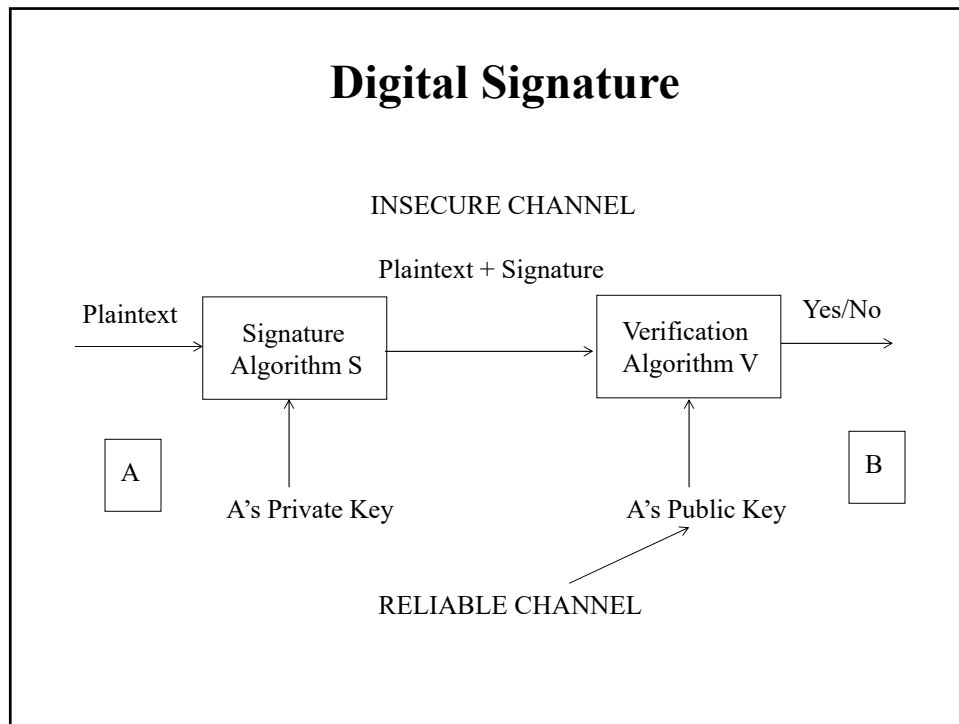 Digital Signature
INSECURE CHANNEL
Plaintext + Signature
Plaintext
Signature
Algorithm S
Verification
Algorithm V
Yes/No
A
B
A’s Private Key
A’s Public Key
RELIABLE CHANNEL